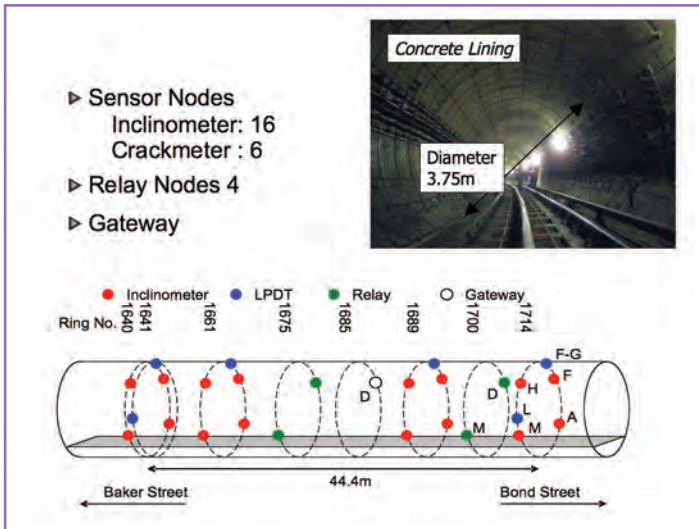 Sensor Nodes
Inclinometer: 16
Crackmeter : 6
Relay Nodes 4
Gateway
Concrete Lining
Diameter
3.75m
Inclinometer
LPDT
Relay
Gateway
Ring No.
1640
1641
1661
1675
1685
1689
1700
1714
F-G
F
H
D
D
L
A
M
M
44.4m
Baker Street
Bond Street